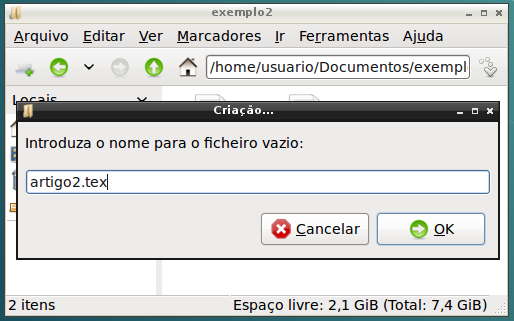 exemplo2
Arquivo Editar Ver Marcadores Ir Ferramentas Ajuda
/home/usuario/Documentos/exempl
Locais
Criação...
Introduza o nome para o ficheiro vazio:
artigo2.tex
Cancelar OK
2 itens Espaço livre: 2,1 GiB (Total: 7,4 GiB)